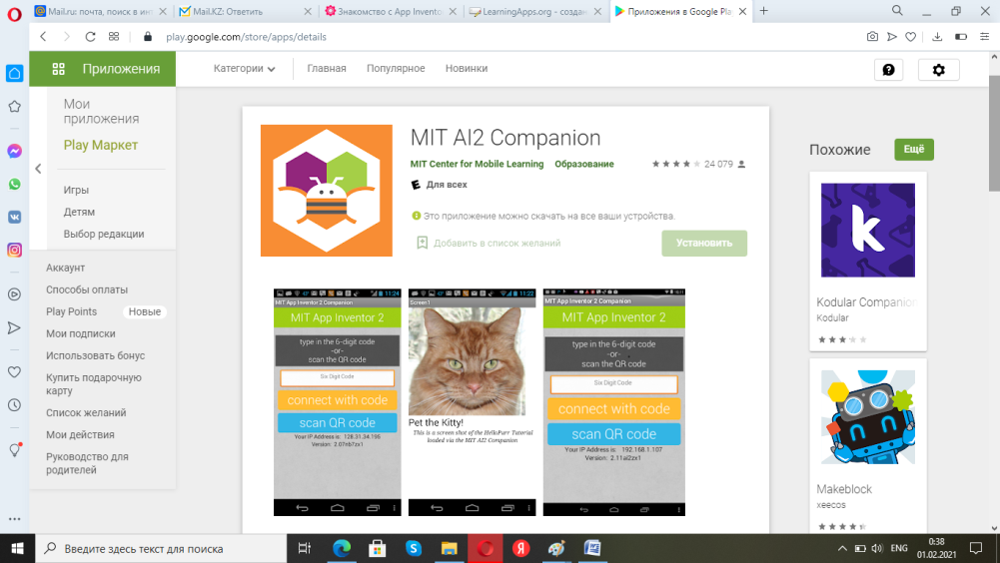 Mail.ru: почта, поиск в инт
Mail.KZ: Ответить
Знакомство с App Invento
LearningApps.org - создан
Приложения в Google Pla
play.google.com/store/apps/details
Приложения
Категории
Главная
Популярное
Новинки
Мои
приложения
Play Маркет
Игры
Детям
Выбор редакции
Аккаунт
Способы оплаты
Play Points
Новые
Мои подписки
Использовать бонус
Купить подарочную
карту
Список желаний
Мои действия
Руководство для
родителей
MIT AI2 Companion
MIT Center for Mobile Learning
Образование
24 079
E
Для всех
Это приложение можно скачать на все ваши устройства.
Добавить в список желаний
Установить
11:24
MIT App Inventor 2 Companion
MIT App Inventor 2
type in the 6-digit code
-or-
scan the QR code
Six Digit Code
connect with code
scan QR code
Your IP Address is: 128.31.34.195
Version: 2.07nb7zx1
11:22
Screen1
Pet the Kitty!
This is a screen shot of the HelloPurr Tutorial
loaded via the MIT AI2 Companion
MIT App Inventor 2 Companion
MIT App Inventor 2
type in the 6-digit code
-or-
scan the QR code
Six Digit Code
connect with code
scan QR code
Your IP Address is: 192.168.1.107
Version: 2.11ai2zx1
Похожие
Ещё
k
Kodular Companion
Kodular
Makeblock
xeecos
Введите здесь текст для поиска
ENG
0:38
01.02.2021